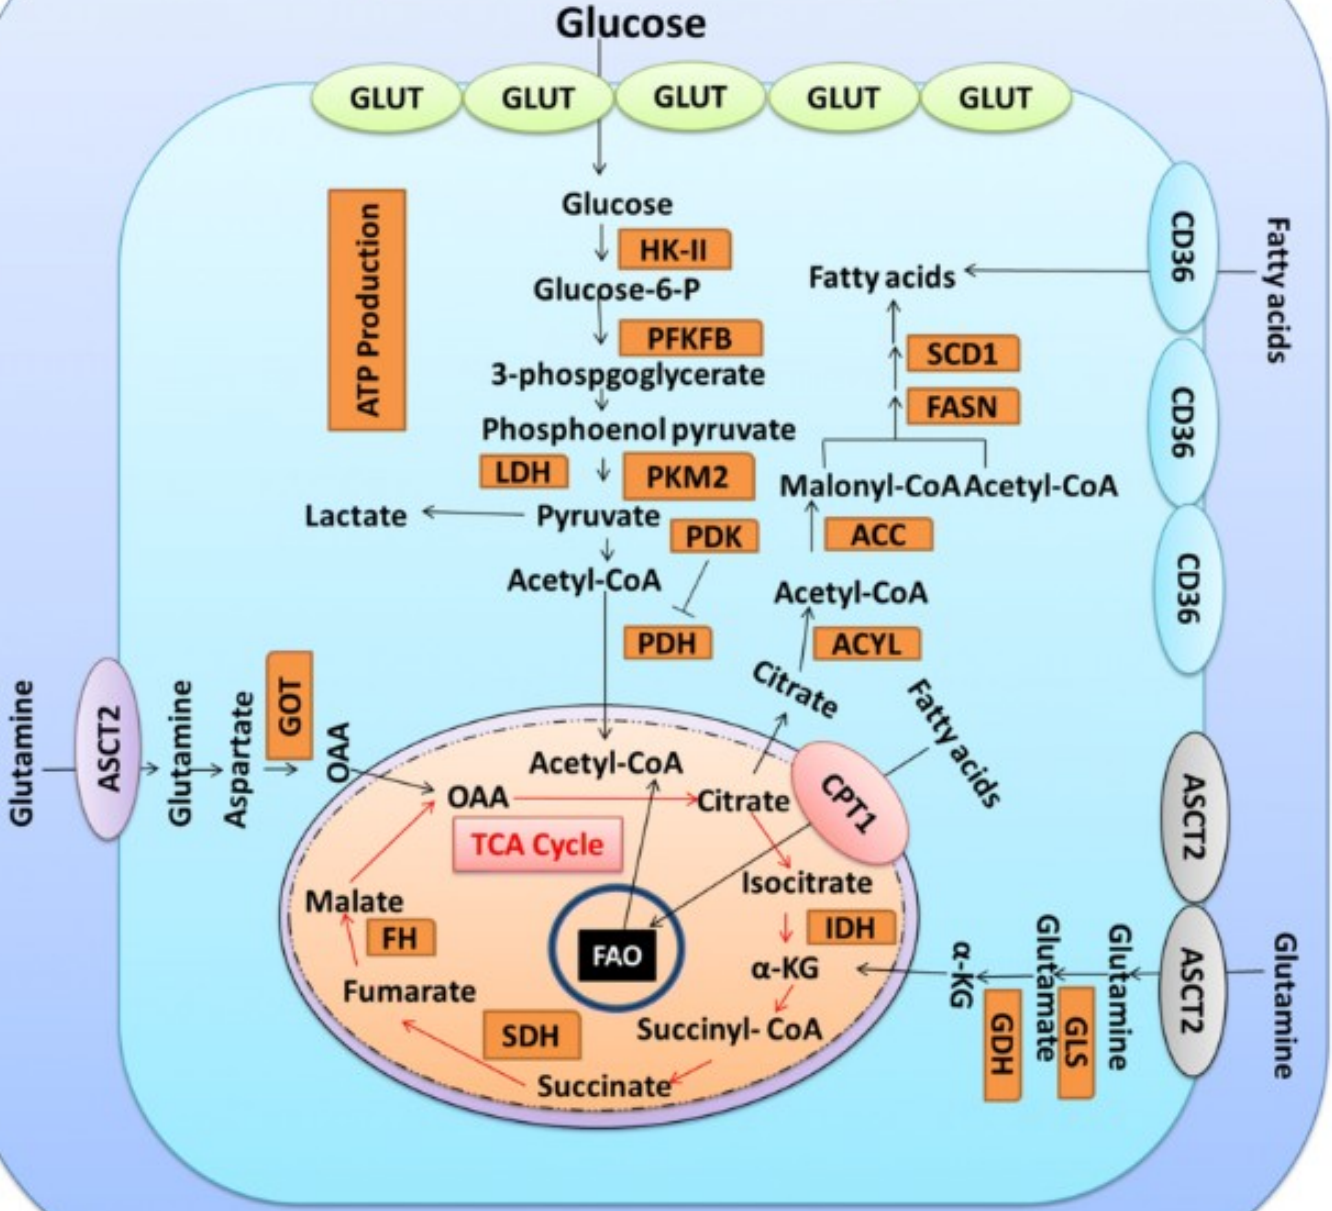 Glucose
GLUT GLUT GLUT GLUT GLUT
Glucose
HK-II
Glucose-6-P
PFKFB
3-phospgoglycerate
Phosphoenol pyruvate
LDH
PKM2
Lactate
Pyruvate
PDK
Acetyl-CoA
PDH
ATP Production
Fatty acids
SCD1
FASN
Malonyl-CoA Acetyl-CoA
ACC
Acetyl-CoA
ACYL
Citrate
Fatty acids
CD36
CD36
CD36
Fatty acids
Glutamine
ASCT2
Glutamine
Aspartate
GOT
OAA
Acetyl-CoA
OAA
Citrate
CPT1
TCA Cycle
Isocitrate
Malate
FH
IDH
FAO
α-KG
Fumarate
Succinyl- CoA
SDH
Succinate
α-KG
GDH
Glutamate
GLS
Glutamine
ASCT2
ASCT2
Glutamine